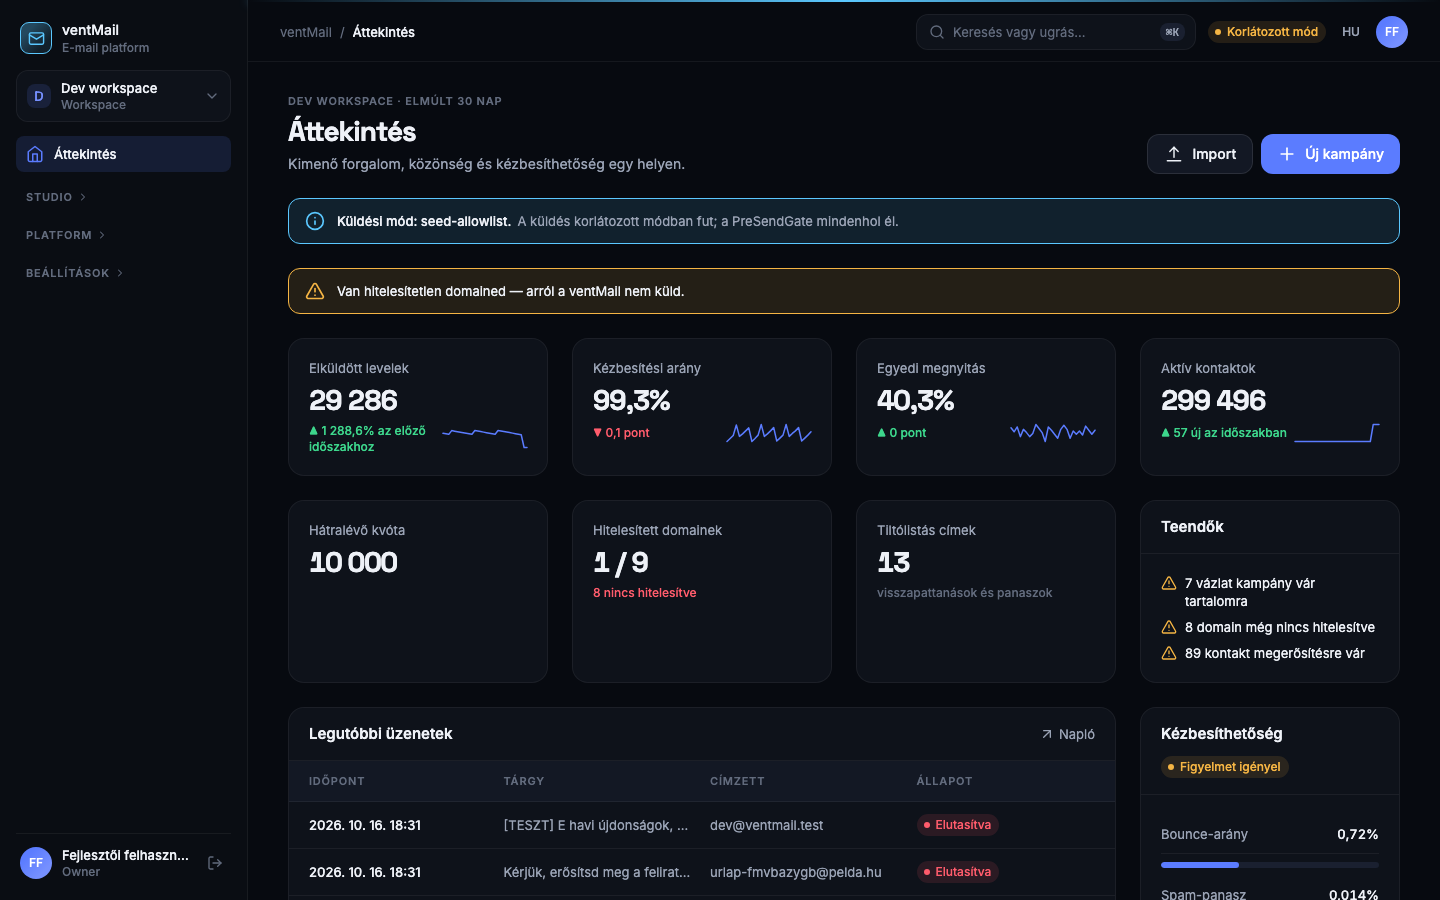 ventMail
E-mail platform
D
Dev workspace
Workspace
Áttekintés
STUDIO
PLATFORM
BEÁLLÍTÁSOK
FF
Fejlesztői felhaszn...
Owner
ventMail / Áttekintés
Keresés vagy ugrás...
⌘K
Korlátozott mód
HU
FF
DEV WORKSPACE · ELMÚLT 30 NAP
Áttekintés
Kimenő forgalom, közönség és kézbesíthetőség egy helyen.
Import
Új kampány
Küldési mód: seed-allowlist. A küldés korlátozott módban fut; a PreSendGate mindenhol él.
Van hitelesítetlen domained — arról a ventMail nem küld.
Elküldött levelek
29 286
▲ 1 288,6% az előző
időszakhoz
Kézbesítési arány
99,3%
▼ 0,1 pont
Egyedi megnyitás
40,3%
▲ 0 pont
Aktív kontaktok
299 496
▲ 57 új az időszakban
Hátralévő kvóta
10 000
Hitelesített domainek
1 / 9
8 nincs hitelesítve
Tiltólistás címek
13
visszapattanások és panaszok
Teendők
7 vázlat kampány vár
tartalomra
8 domain még nincs hitelesítve
89 kontakt megerősítésre vár
Legutóbbi üzenetek
Napló
IDŐPONT TÁRGY CÍMZETT ÁLLAPOT
2026. 10. 16. 18:31 [TESZT] E havi újdonságok, ... dev@ventmail.test Elutasítva
2026. 10. 16. 18:31 Kérjük, erősítsd meg a felirat... urlap-fmvbazygb@pelda.hu Elutasítva
Kézbesíthetőség
Figyelmet igényel
Bounce-arány 0,72%
Spam-panasz 0,014%